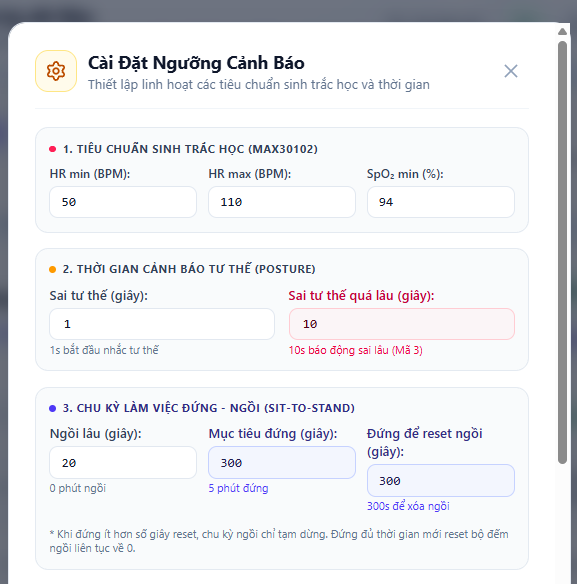 Cài Đặt Ngưỡng Cảnh Báo
Thiết lập linh hoạt các tiêu chuẩn sinh trắc học và thời gian
1. TIÊU CHUẨN SINH TRẮC HỌC (MAX30102)
HR min (BPM):
HR max (BPM):
SpO₂ min (%):
50
110
94
2. THỜI GIAN CẢNH BÁO TƯ THẾ (POSTURE)
Sai tư thế (giây):
Sai tư thế quá lâu (giây):
1
10
1s bắt đầu nhắc tư thế
10s báo động sai lâu (Mã 3)
3. CHU KỲ LÀM VIỆC ĐỨNG - NGỒI (SIT-TO-STAND)
Ngồi lâu (giây):
Mục tiêu đứng (giây):
Đứng để reset ngồi
(giây):
20
300
300
0 phút ngồi
5 phút đứng
300s để xóa ngồi
* Khi đứng ít hơn số giây reset, chu kỳ ngồi chỉ tạm dừng. Đứng đủ thời gian mới reset bộ đếm
ngồi liên tục về 0.